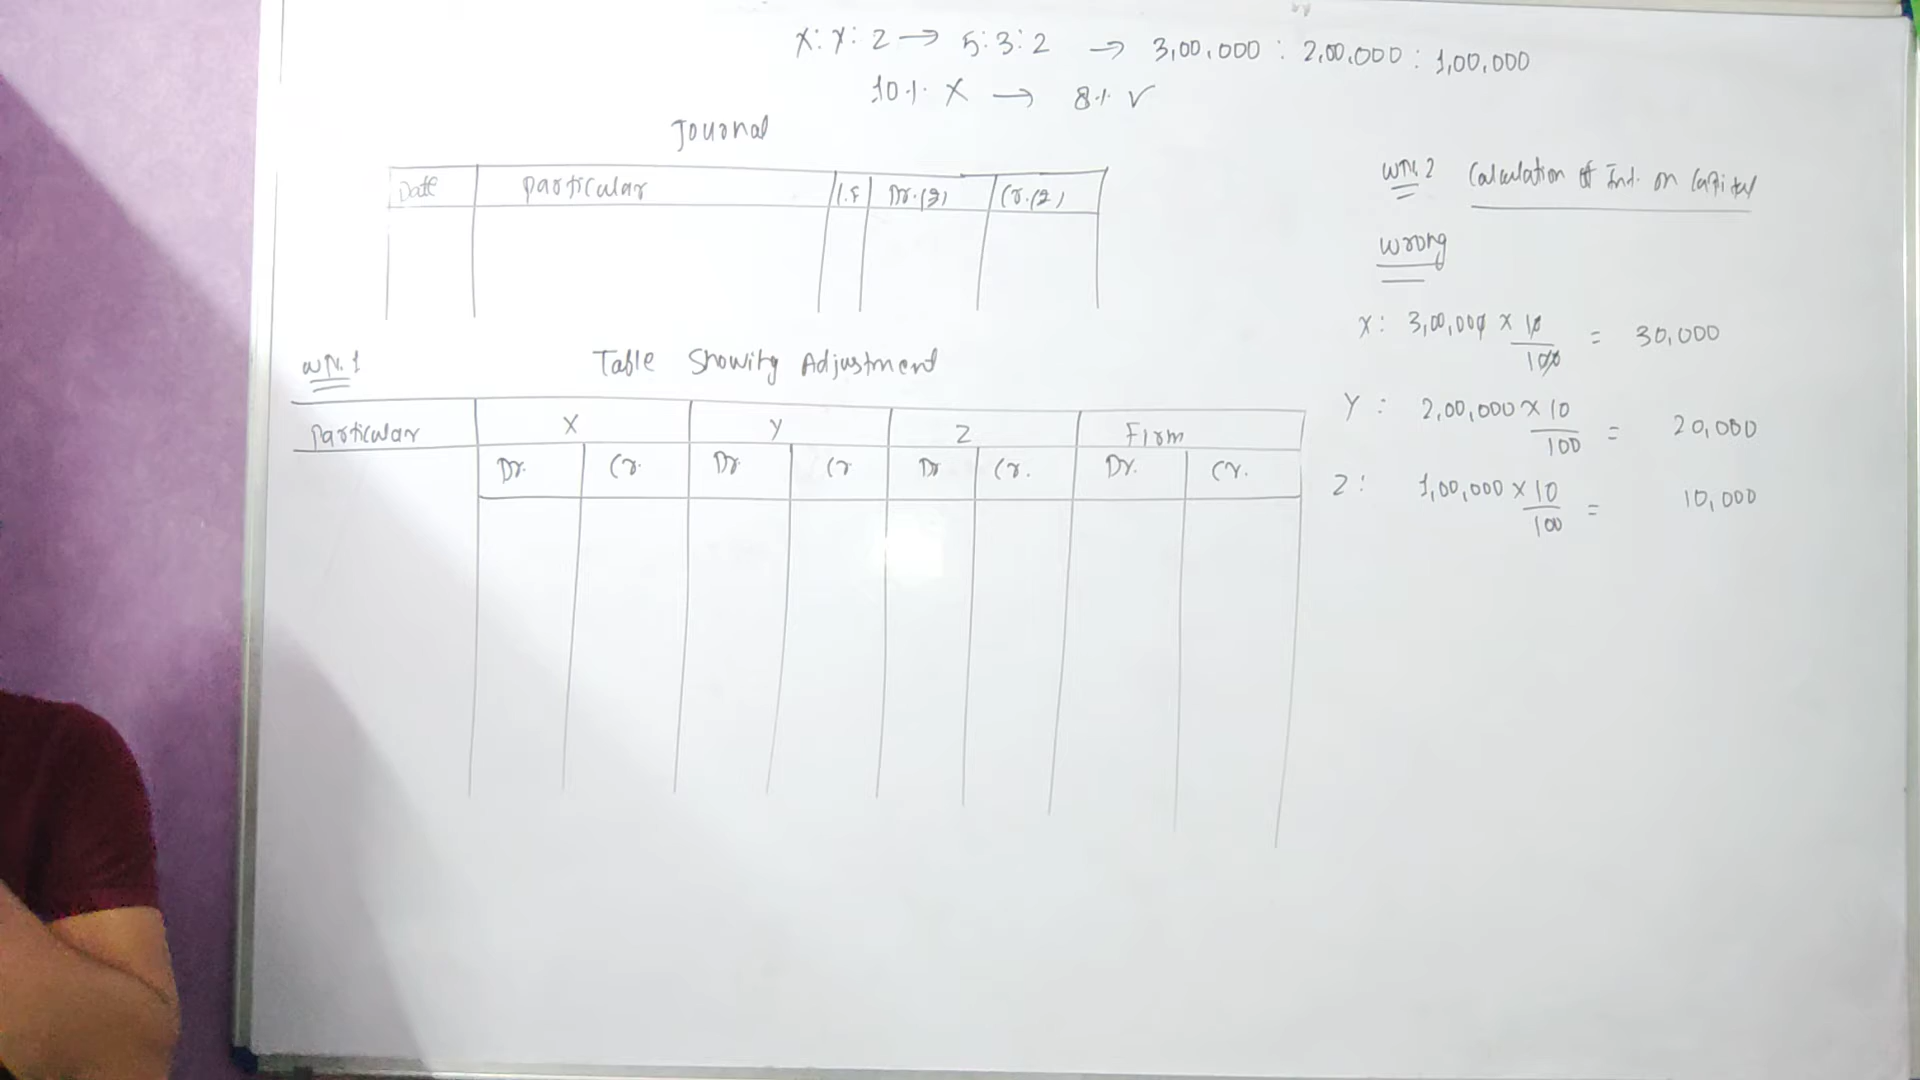 X : Y : Z → 5 : 3 : 2 → 3,00,000 : 2,00,000 : 1,00,000
10% X → 8% ✓
Journal
Date Particular L.F Dr.(₹) Cr.(₹)
WN.1 Table Showing Adjustment
Particular X Y Z Firm
Dr. Cr. Dr. Cr Dr Cr. Dr. Cr.
WN.2 Calculation of Int. on Capital
Wrong
X : 3,00,000 × 10/100 = 30,000
Y : 2,00,000 × 10/100 = 20,000
Z : 1,00,000 × 10/100 = 10,000